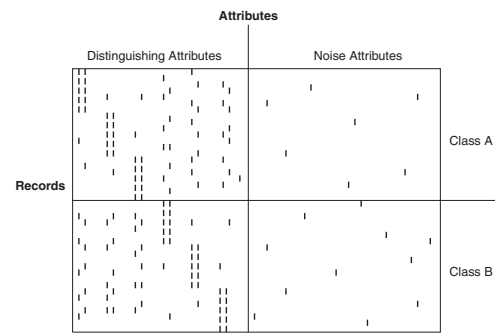 Attributes
Distinguishing Attributes
Noise Attributes
Class A
Records
Class B